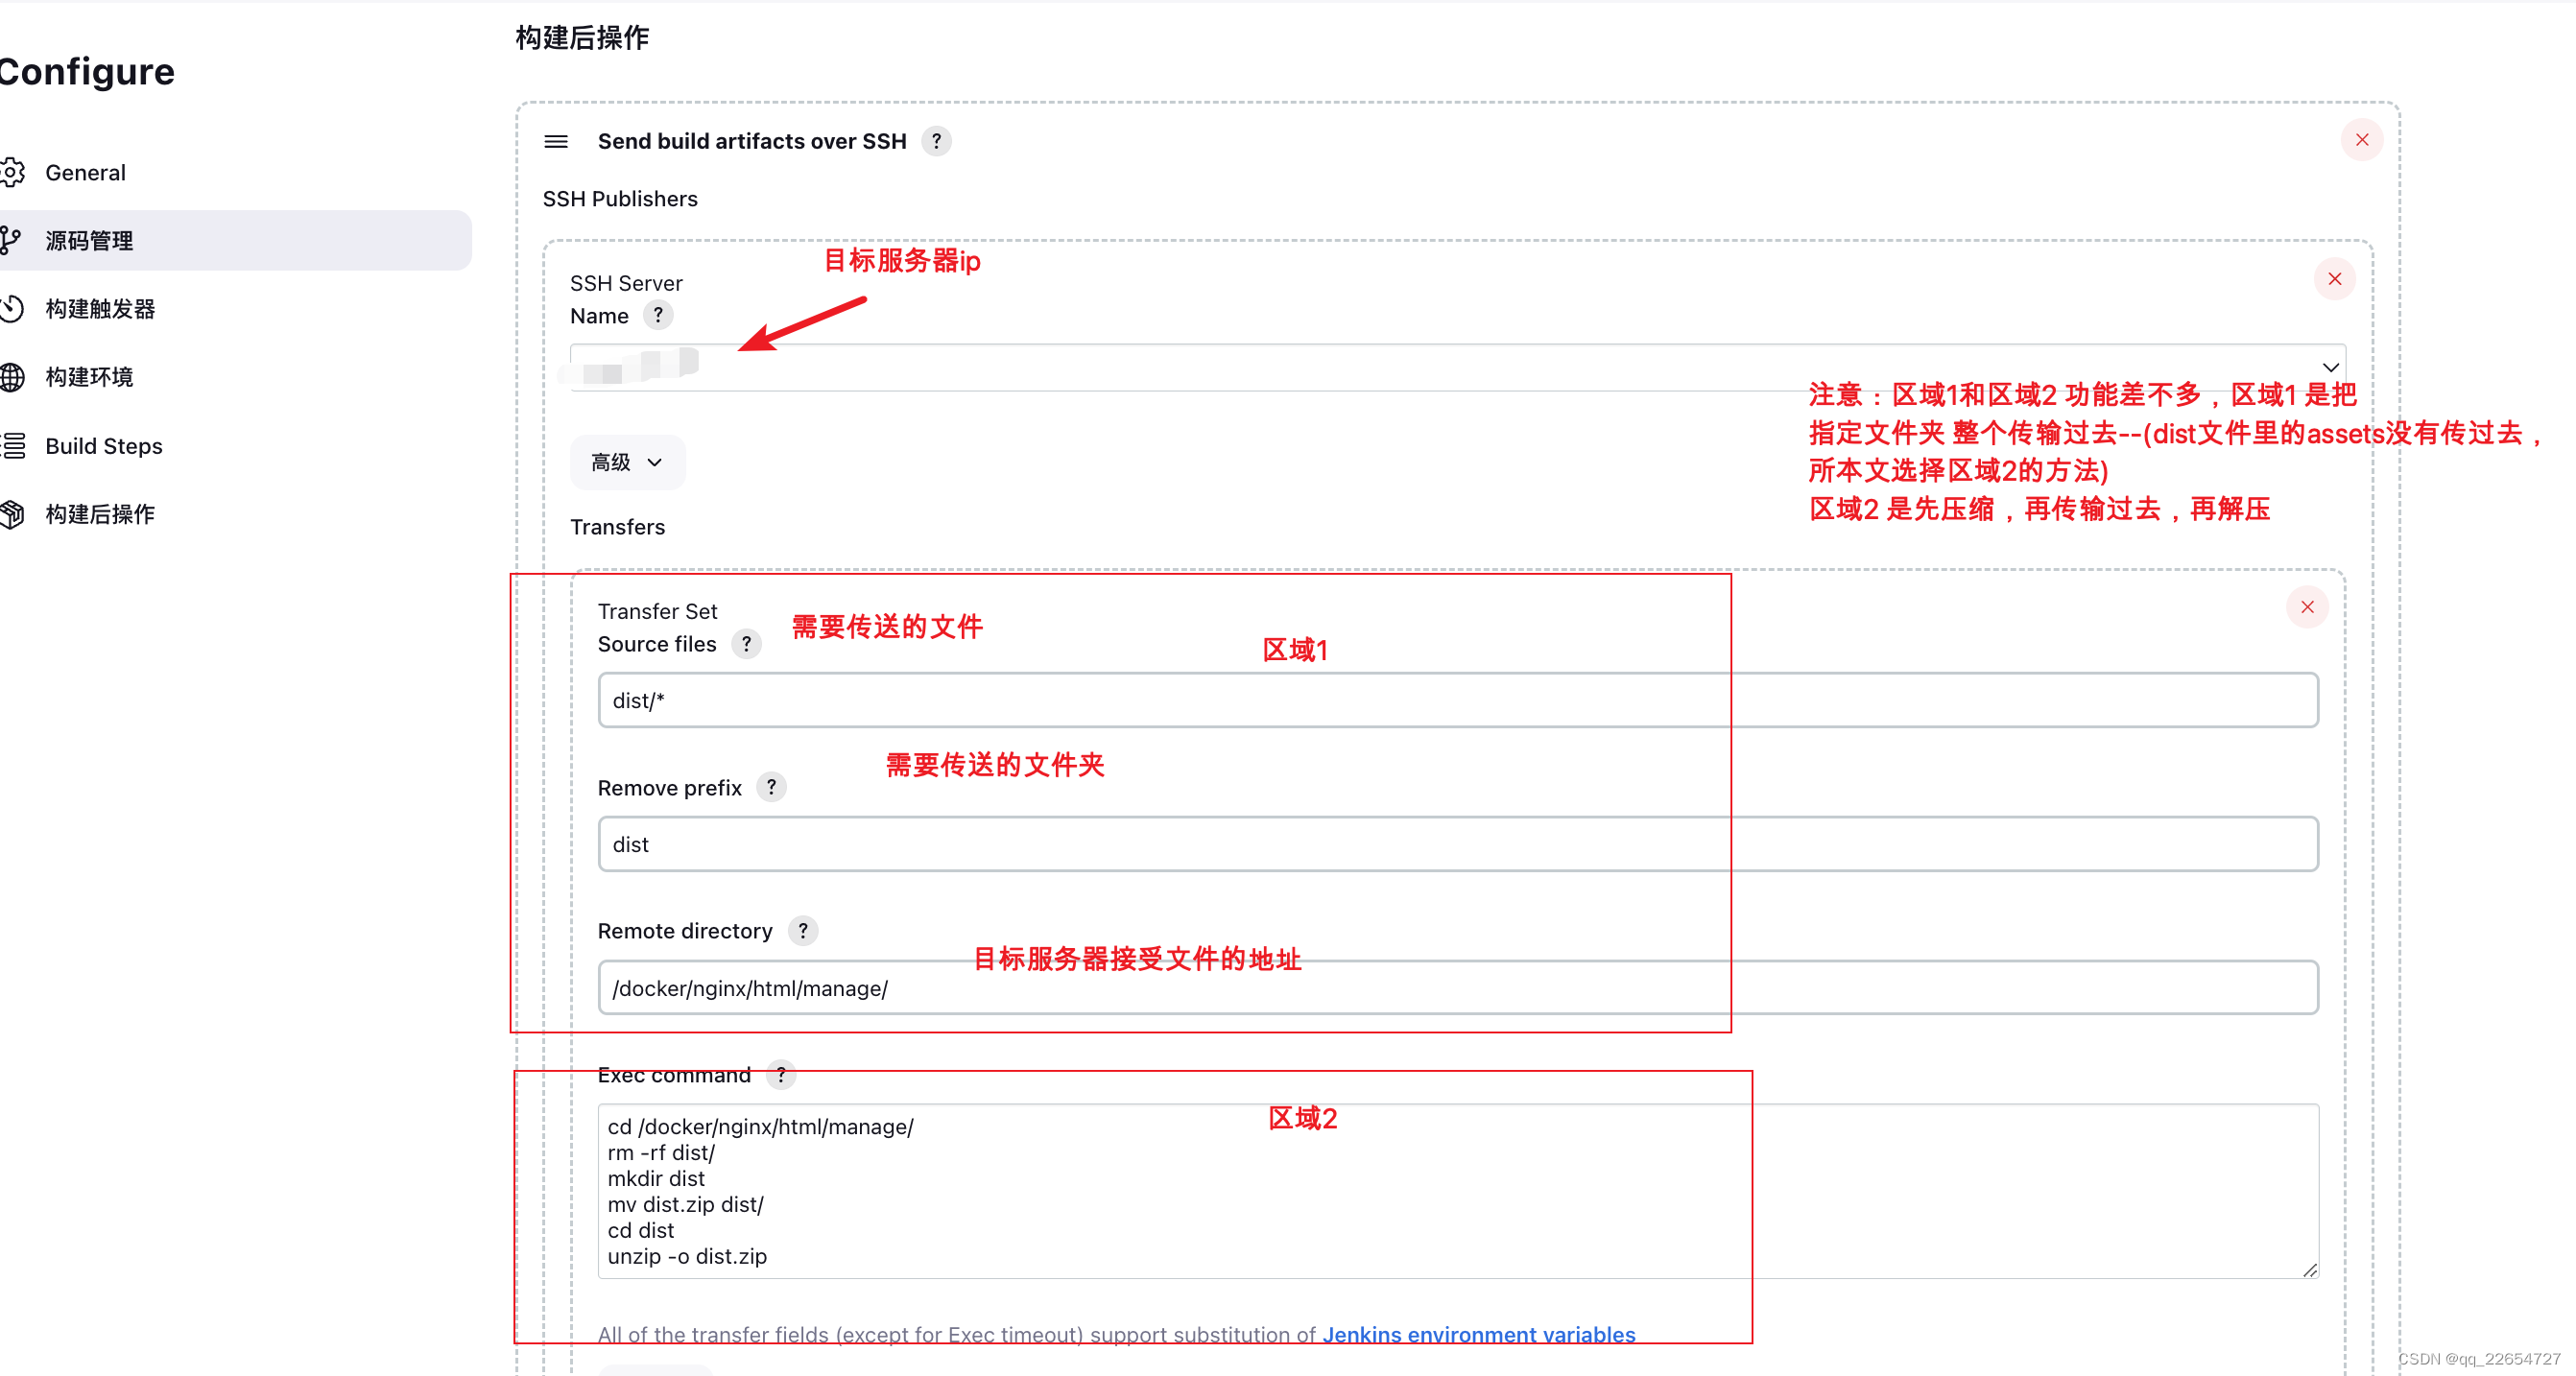 构建后操作
Configure
General
源码管理
构建触发器
构建环境
Build Steps
构建后操作
Send build artifacts over SSH ?
SSH Publishers
目标服务器ip
SSH Server
Name ?
注意：区域1和区域2 功能差不多，区域1 是把
指定文件夹 整个传输过去--(dist文件里的assets没有传过去，
所本文选择区域2的方法)
区域2 是先压缩，再传输过去，再解压
高级
Transfers
Transfer Set
需要传送的文件
Source files ?
区域1
dist/*
需要传送的文件夹
Remove prefix ?
dist
Remote directory ?
目标服务器接受文件的地址
/docker/nginx/html/manage/
Exec command ?
区域2
cd /docker/nginx/html/manage/
rm -rf dist/
mkdir dist
mv dist.zip dist/
cd dist
unzip -o dist.zip
All of the transfer fields (except for Exec timeout) support substitution of Jenkins environment variables
CSDN @qq_22654727